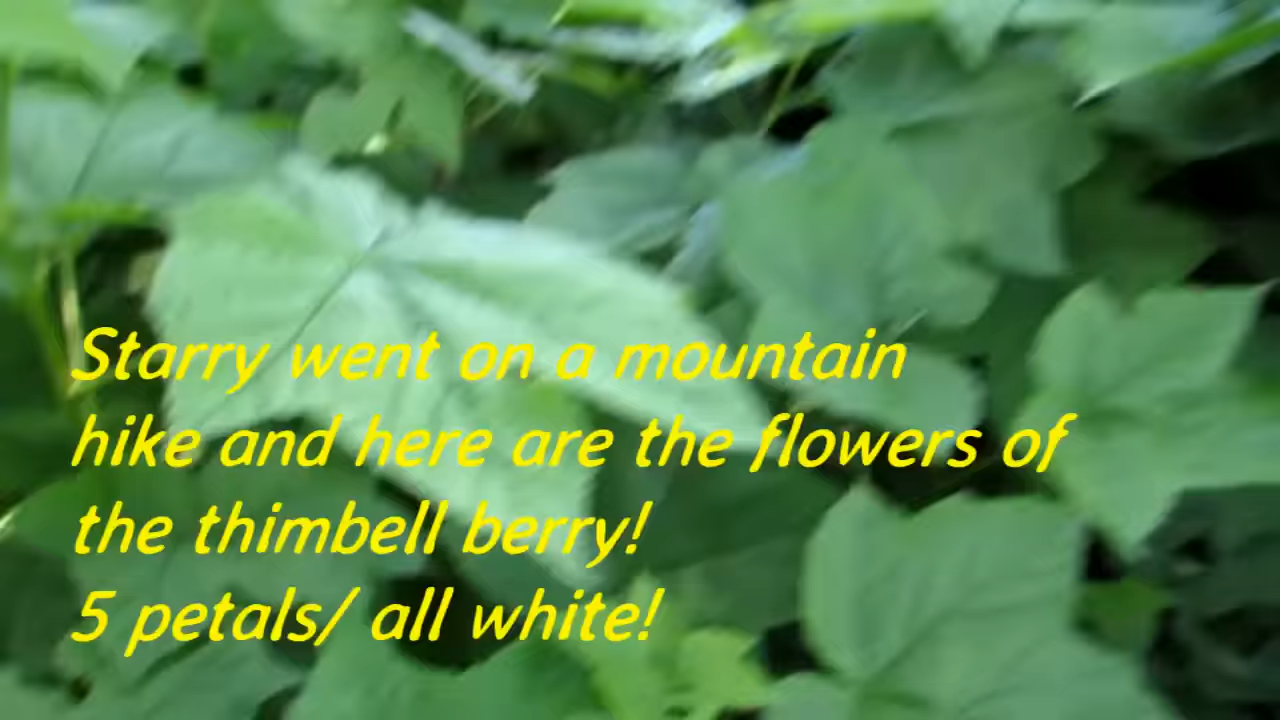 Starry went on a mountain
hike and here are the flowers of
the thimbell berry!
5 petals/ all white!